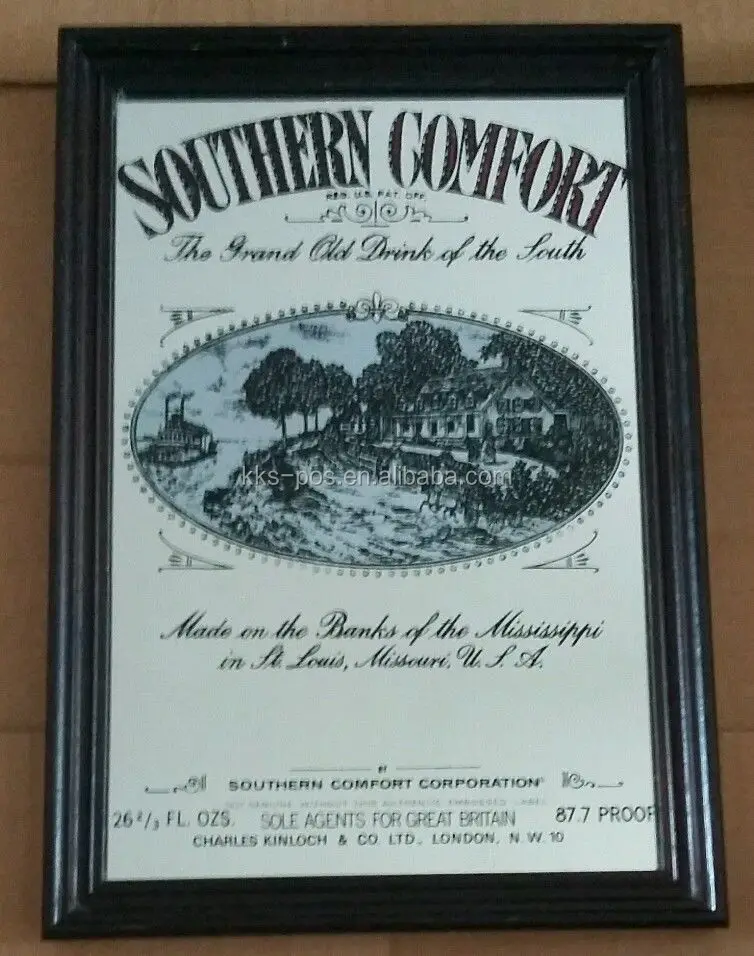 SOUTHERN COMFORT
REG. U.S. PAT. OFF.
The Grand Old Drink of the South
kks-pos.en.alibaba.com
Made on the Banks of the Mississippi
in St. Louis, Missouri, U.S.A.
BY
SOUTHERN COMFORT CORPORATION
26 2/3 FL. OZS. SOLE AGENTS FOR GREAT BRITAIN 87.7 PROOF
CHARLES KINLOCH & CO. LTD., LONDON, N.W.10